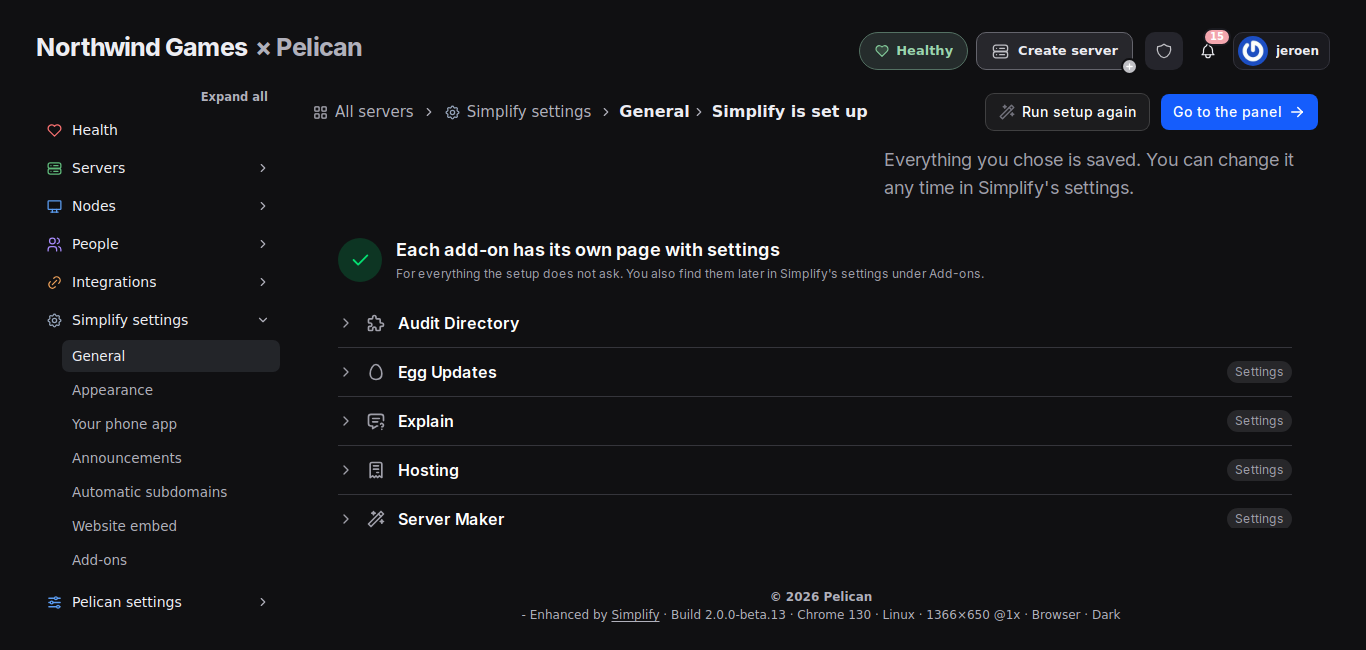 Northwind Games × Pelican
Healthy
Create server
15
jeroen
Expand all
Health
Servers
Nodes
People
Integrations
Simplify settings
General
Appearance
Your phone app
Announcements
Automatic subdomains
Website embed
Add-ons
Pelican settings
All servers > Simplify settings > General > Simplify is set up
Run setup again
Go to the panel →
Everything you chose is saved. You can change it
any time in Simplify's settings.
Each add-on has its own page with settings
For everything the setup does not ask. You also find them later in Simplify's settings under Add-ons.
Audit Directory
Egg Updates Settings
Explain Settings
Hosting Settings
Server Maker Settings
© 2026 Pelican
- Enhanced by Simplify · Build 2.0.0-beta.13 · Chrome 130 · Linux · 1366×650 @1x · Browser · Dark